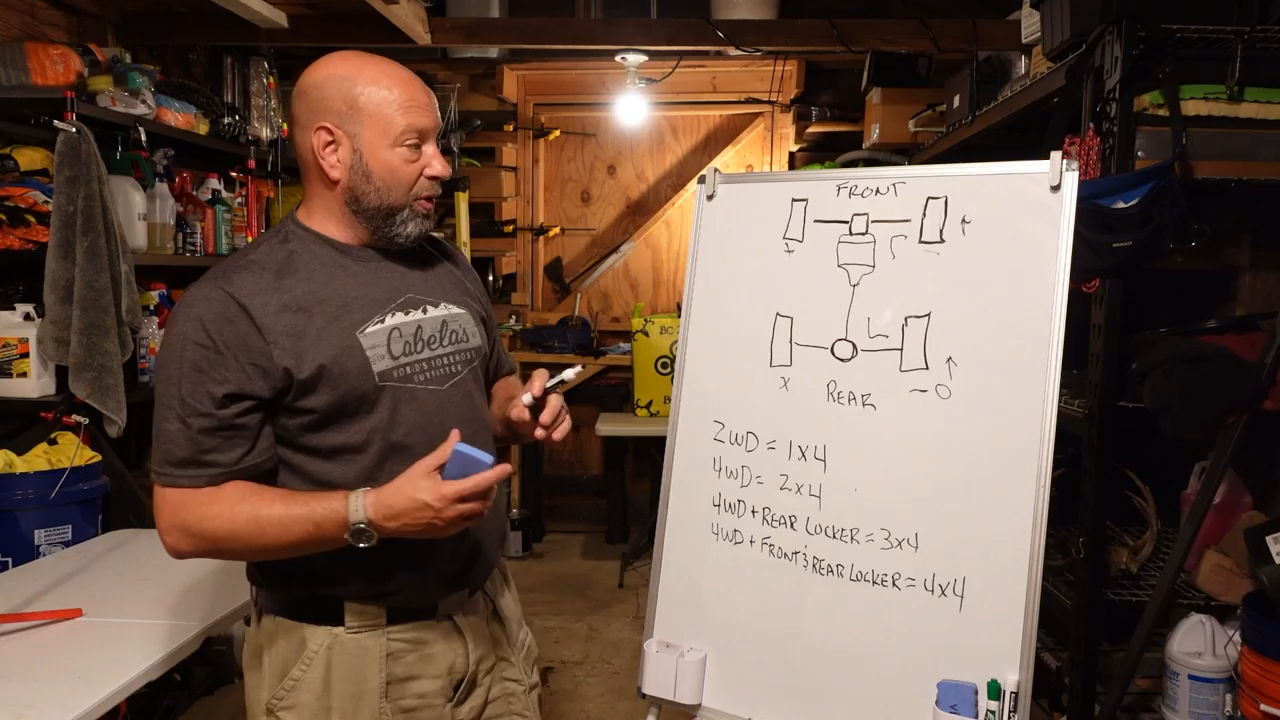 FRONT
REAR
X
2WD = 1x4
4WD = 2x4
4WD + REAR LOCKER = 3x4
4WD + FRONT & REAR LOCKER = 4x4
Cabela's
WORLD'S FOREMOST
OUTFITTER